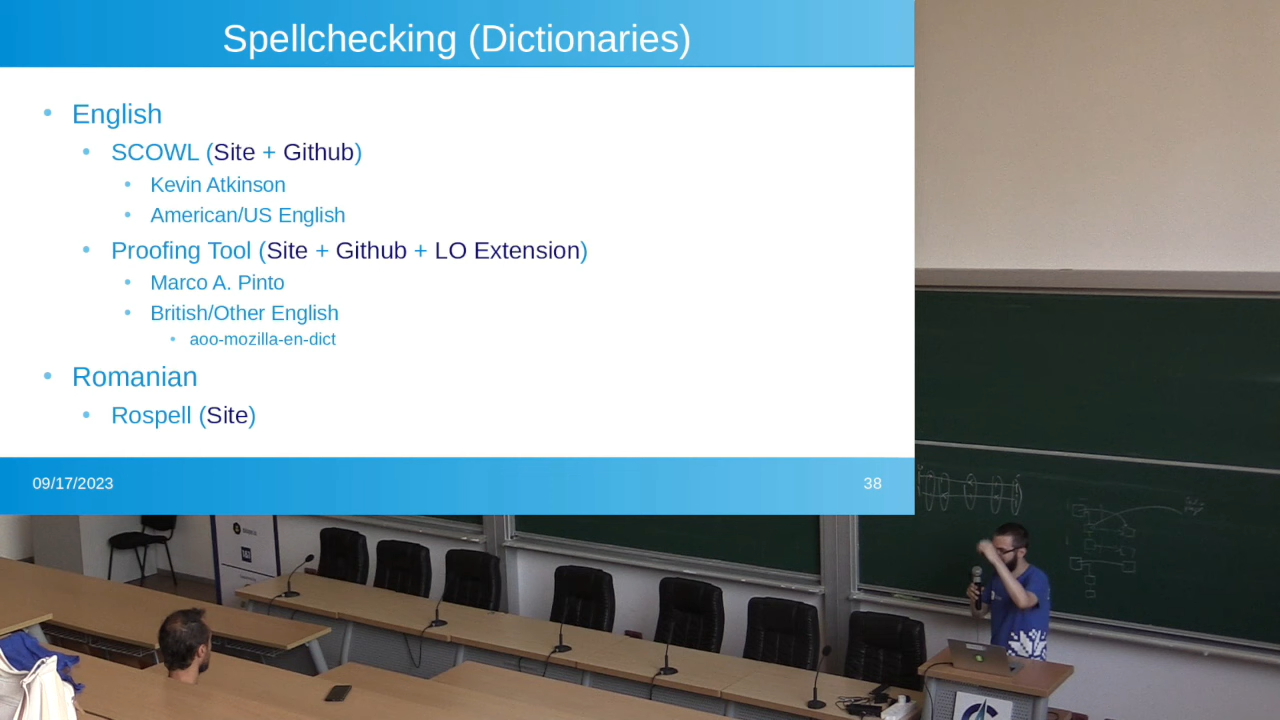 Spellchecking (Dictionaries)
• English
• SCOWL (Site + Github)
• Kevin Atkinson
• American/US English
• Proofing Tool (Site + Github + LO Extension)
• Marco A. Pinto
• British/Other English
• aoo-mozilla-en-dict
• Romanian
• Rospell (Site)
09/17/2023
38